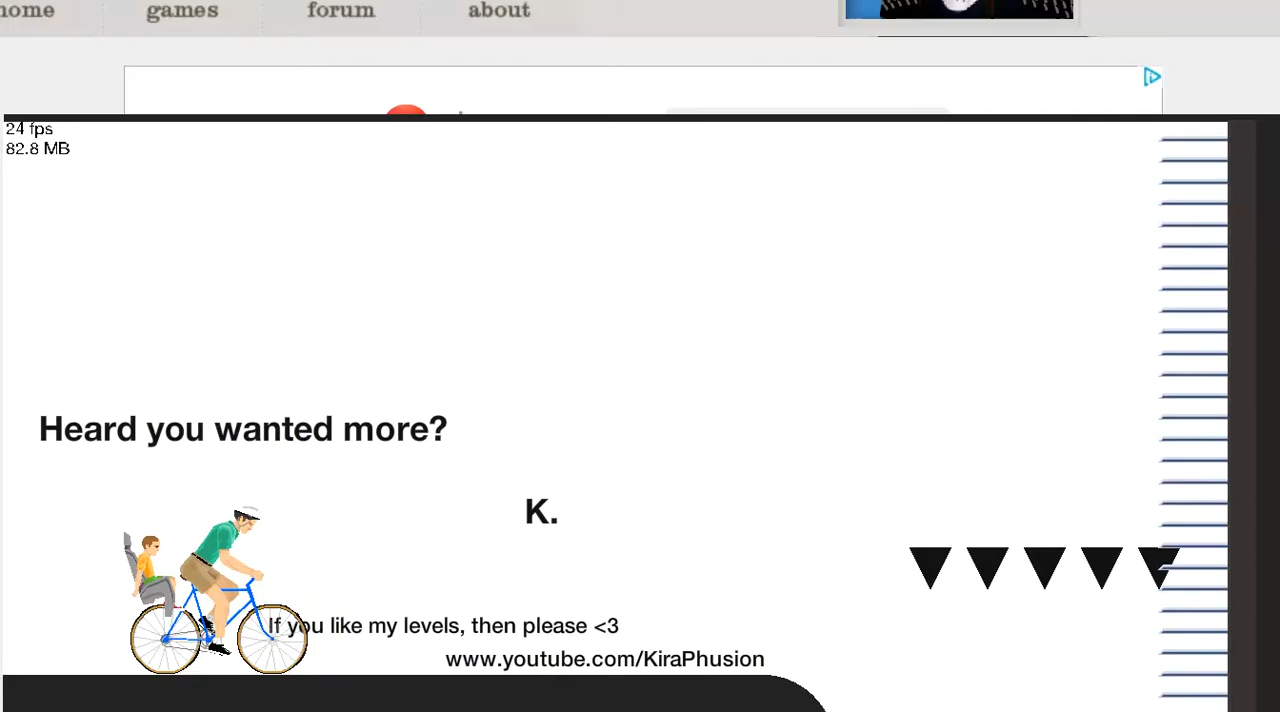 home games forum about
24 fps
82.8 MB
Heard you wanted more?
K.
If you like my levels, then please <3
www.youtube.com/KiraPhusion